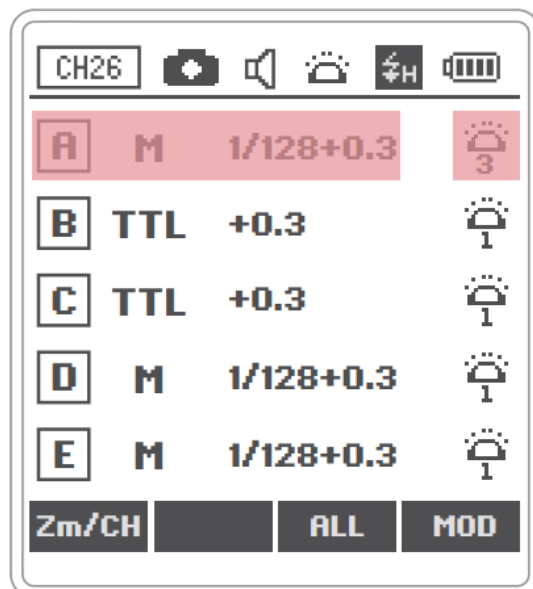 CH26 H
A M 1/128+0.3 3
B TTL +0.3 1
C TTL +0.3 1
D M 1/128+0.3 1
E M 1/128+0.3 1
Zm/CH ALL MOD